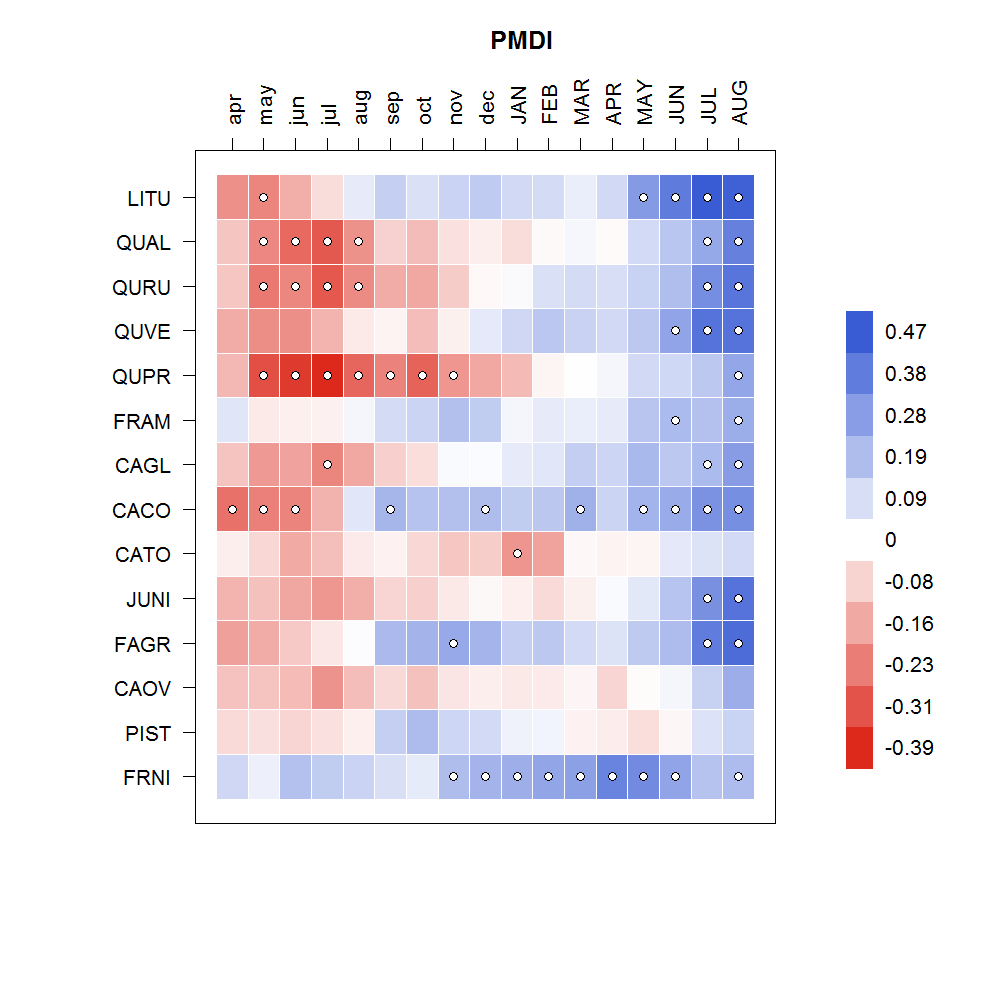 PMDI
apr may jun jul aug sep oct nov dec JAN FEB MAR APR MAY JUN JUL AUG
LITU
QUAL
QURU
QUVE
QUPR
FRAM
CAGL
CACO
CATO
JUNI
FAGR
CAOV
PIST
FRNI
0.47
0.38
0.28
0.19
0.09
0
-0.08
-0.16
-0.23
-0.31
-0.39